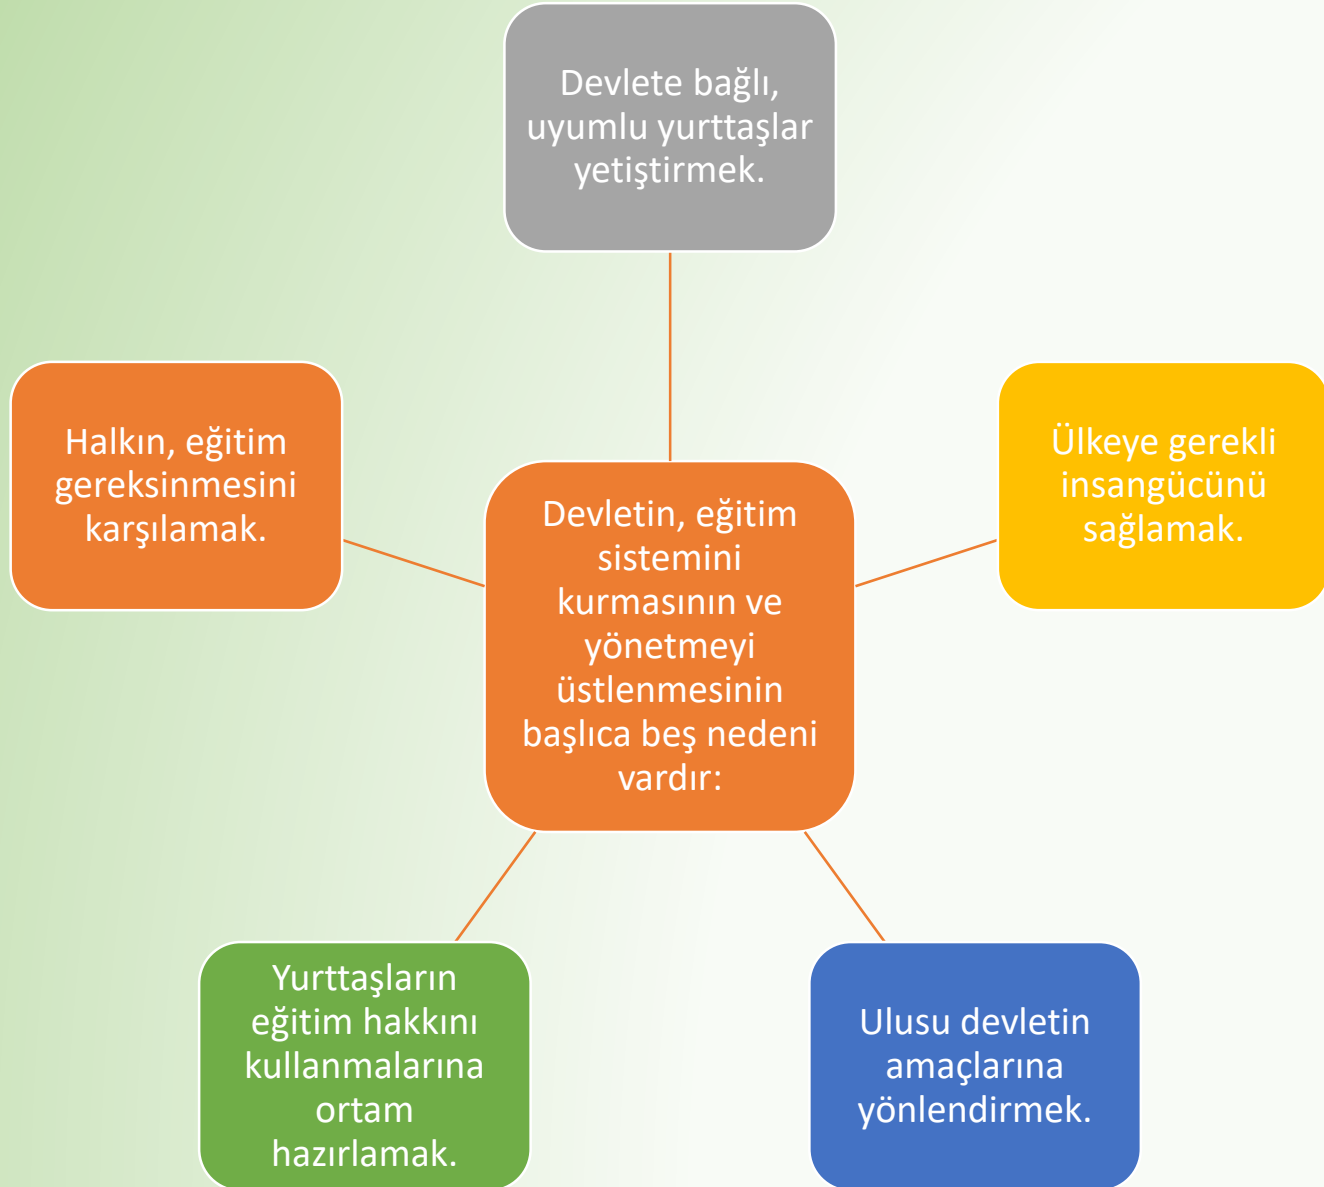 Devlete bağlı,
uyumlu yurttaşlar
yetiştirmek.
Halkın, eğitim
gereksinmesini
karşılamak.
Ülkeye gerekli
insangücünü
sağlamak.
Devletin, eğitim
sistemini
kurmasının ve
yönetmeyi
üstlenmesinin
başlıca beş nedeni
vardır:
Yurttaşların
eğitim hakkını
kullanmalarına
ortam
hazırlamak.
Ulusu devletin
amaçlarına
yönlendirmek.